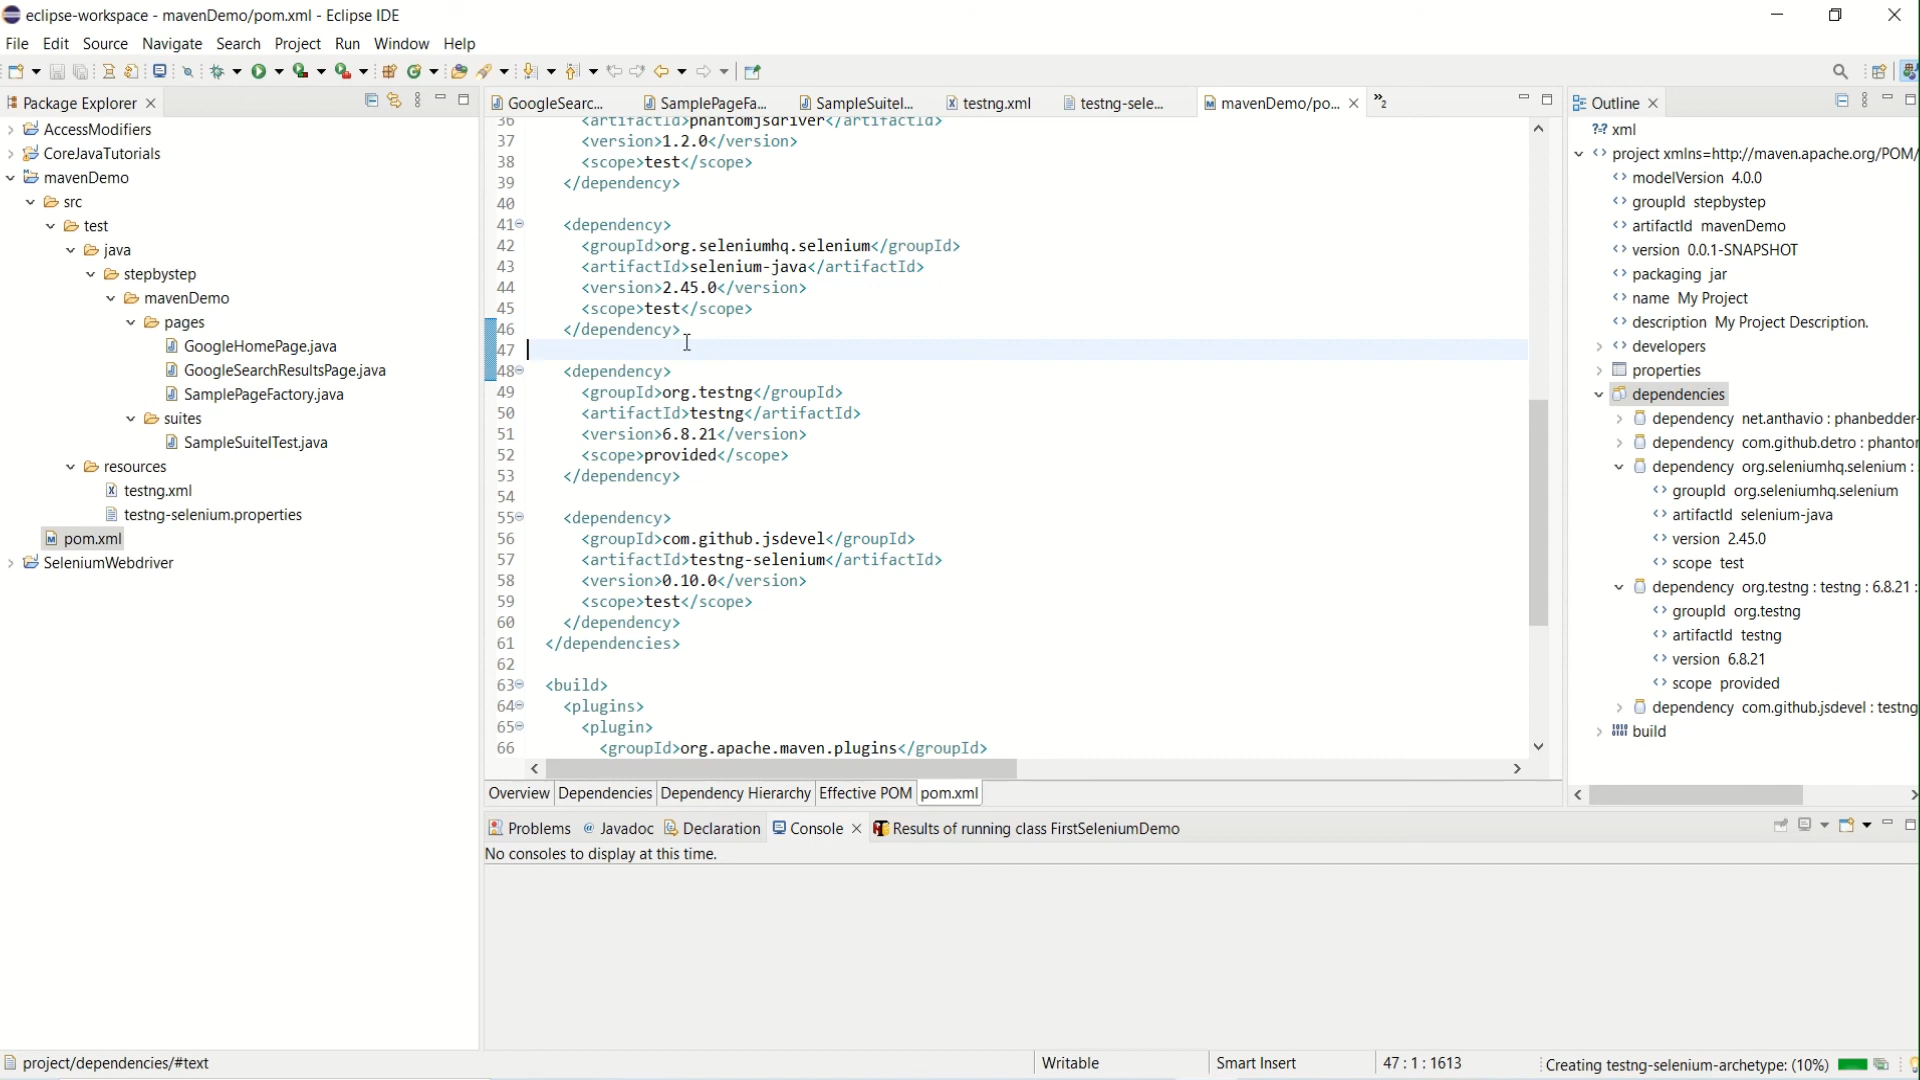 eclipse-workspace - mavenDemo/pom.xml - Eclipse IDE
File Edit Source Navigate Search Project Run Window Help
Package Explorer
AccessModifiers
CoreJavaTutorials
mavenDemo
src
test
java
stepbystep
mavenDemo
pages
GoogleHomePage.java
GoogleSearchResultsPage.java
SamplePageFactory.java
suites
SampleSuiteITest.java
resources
testng.xml
testng-selenium.properties
pom.xml
SeleniumWebdriver
GoogleSearc... SamplePageFa... SampleSuiteI... testng.xml testng-sele... mavenDemo/po... »2
36 <artifactId>phantomjsdriver</artifactId>
37 <version>1.2.0</version>
38 <scope>test</scope>
39 </dependency>
40
41 <dependency>
42 <groupId>org.seleniumhq.selenium</groupId>
43 <artifactId>selenium-java</artifactId>
44 <version>2.45.0</version>
45 <scope>test</scope>
46 </dependency>
47
48 <dependency>
49 <groupId>org.testng</groupId>
50 <artifactId>testng</artifactId>
51 <version>6.8.21</version>
52 <scope>provided</scope>
53 </dependency>
54
55 <dependency>
56 <groupId>com.github.jsdevel</groupId>
57 <artifactId>testng-selenium</artifactId>
58 <version>0.10.0</version>
59 <scope>test</scope>
60 </dependency>
61 </dependencies>
62
63 <build>
64 <plugins>
65 <plugin>
66 <groupId>org.apache.maven.plugins</groupId>
Overview Dependencies Dependency Hierarchy Effective POM pom.xml
Outline
?=? xml
project xmlns=http://maven.apache.org/POM/
modelVersion 4.0.0
groupId stepbystep
artifactId mavenDemo
version 0.0.1-SNAPSHOT
packaging jar
name My Project
description My Project Description.
developers
properties
dependencies
dependency net.anthavio : phanbedder-
dependency com.github.detro : phantor
dependency org.seleniumhq.selenium :
groupId org.seleniumhq.selenium
artifactId selenium-java
version 2.45.0
scope test
dependency org.testng : testng : 6.8.21 :
groupId org.testng
artifactId testng
version 6.8.21
scope provided
dependency com.github.jsdevel : testng
build
Problems Javadoc Declaration Console Results of running class FirstSeleniumDemo
No consoles to display at this time.
project/dependencies/#text Writable Smart Insert 47 : 1 : 1613 Creating testng-selenium-archetype: (10%)